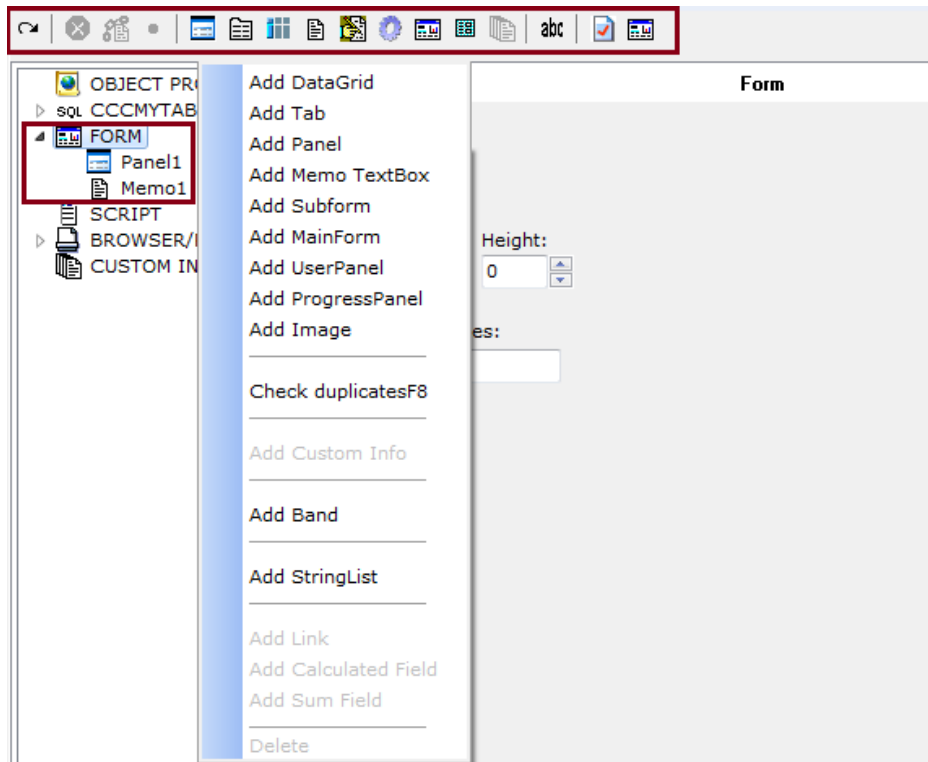 abc
Form
OBJECT PR
SQL CCCMYTAB
FORM
Panel1
Memo1
SCRIPT
BROWSER/
CUSTOM IN
Add DataGrid
Add Tab
Add Panel
Add Memo TextBox
Add Subform
Add MainForm
Add UserPanel
Add ProgressPanel
Add Image
Check duplicatesF8
Add Custom Info
Add Band
Add StringList
Add Link
Add Calculated Field
Add Sum Field
Delete
Height:
0
es: